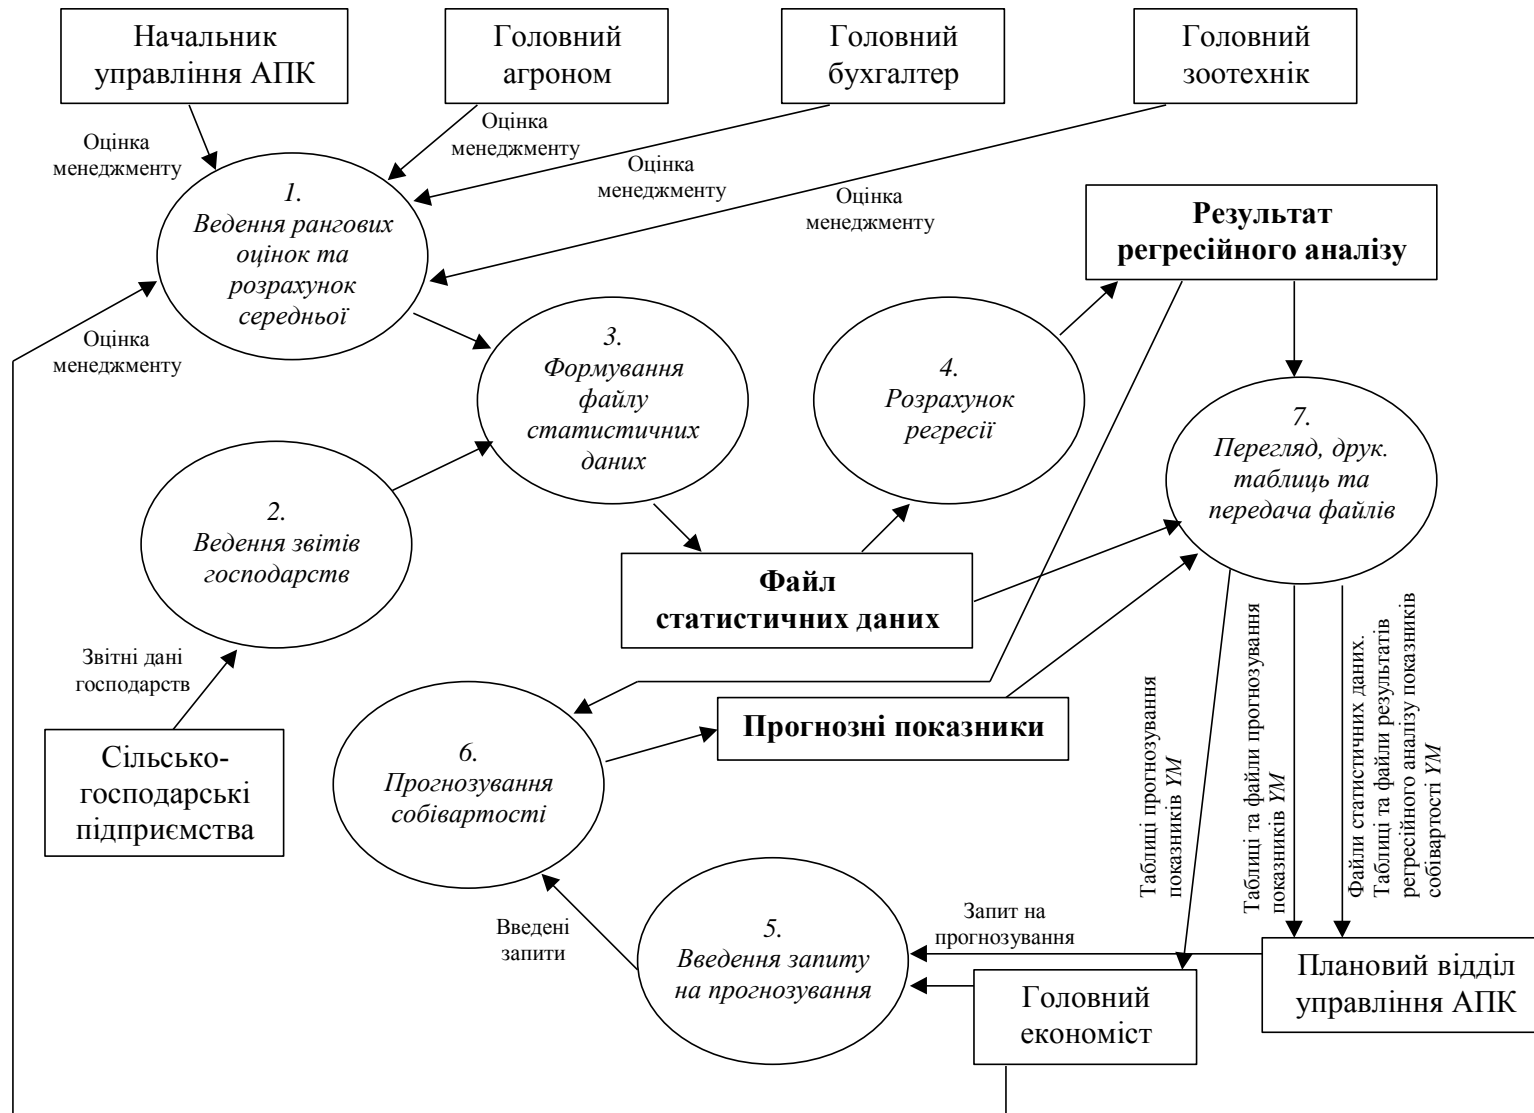 Начальник
управління АПК
Головний
агроном
Головний
бухгалтер
Головний
зоотехнік
Оцінка
менеджменту
Оцінка
менеджменту
Оцінка
менеджменту
Оцінка
менеджменту
1.
Ведення рангових
оцінок та
розрахунок
середньої
Результат
регресійного аналізу
Оцінка
менеджменту
3.
Формування
файлу
статистичних
даних
4.
Розрахунок
регресії
7.
Перегляд, друк.
таблиць та
передача файлів
2.
Ведення звітів
господарств
Файл
статистичних даних
Звітні дані
господарств
Сільсько-
господарські
підприємства
6.
Прогнозування
собівартості
Прогнозні показники
Таблиці прогнозування
показників YM
Таблиці та файли прогнозування
показників YM
Файли статистичних даних.
Таблиці та файли результатів
регресійного аналізу показників
собівартості YM
Введені
запити
5.
Введення запиту
на прогнозування
Запит на
прогнозування
Головний
економіст
Плановий відділ
управління АПК